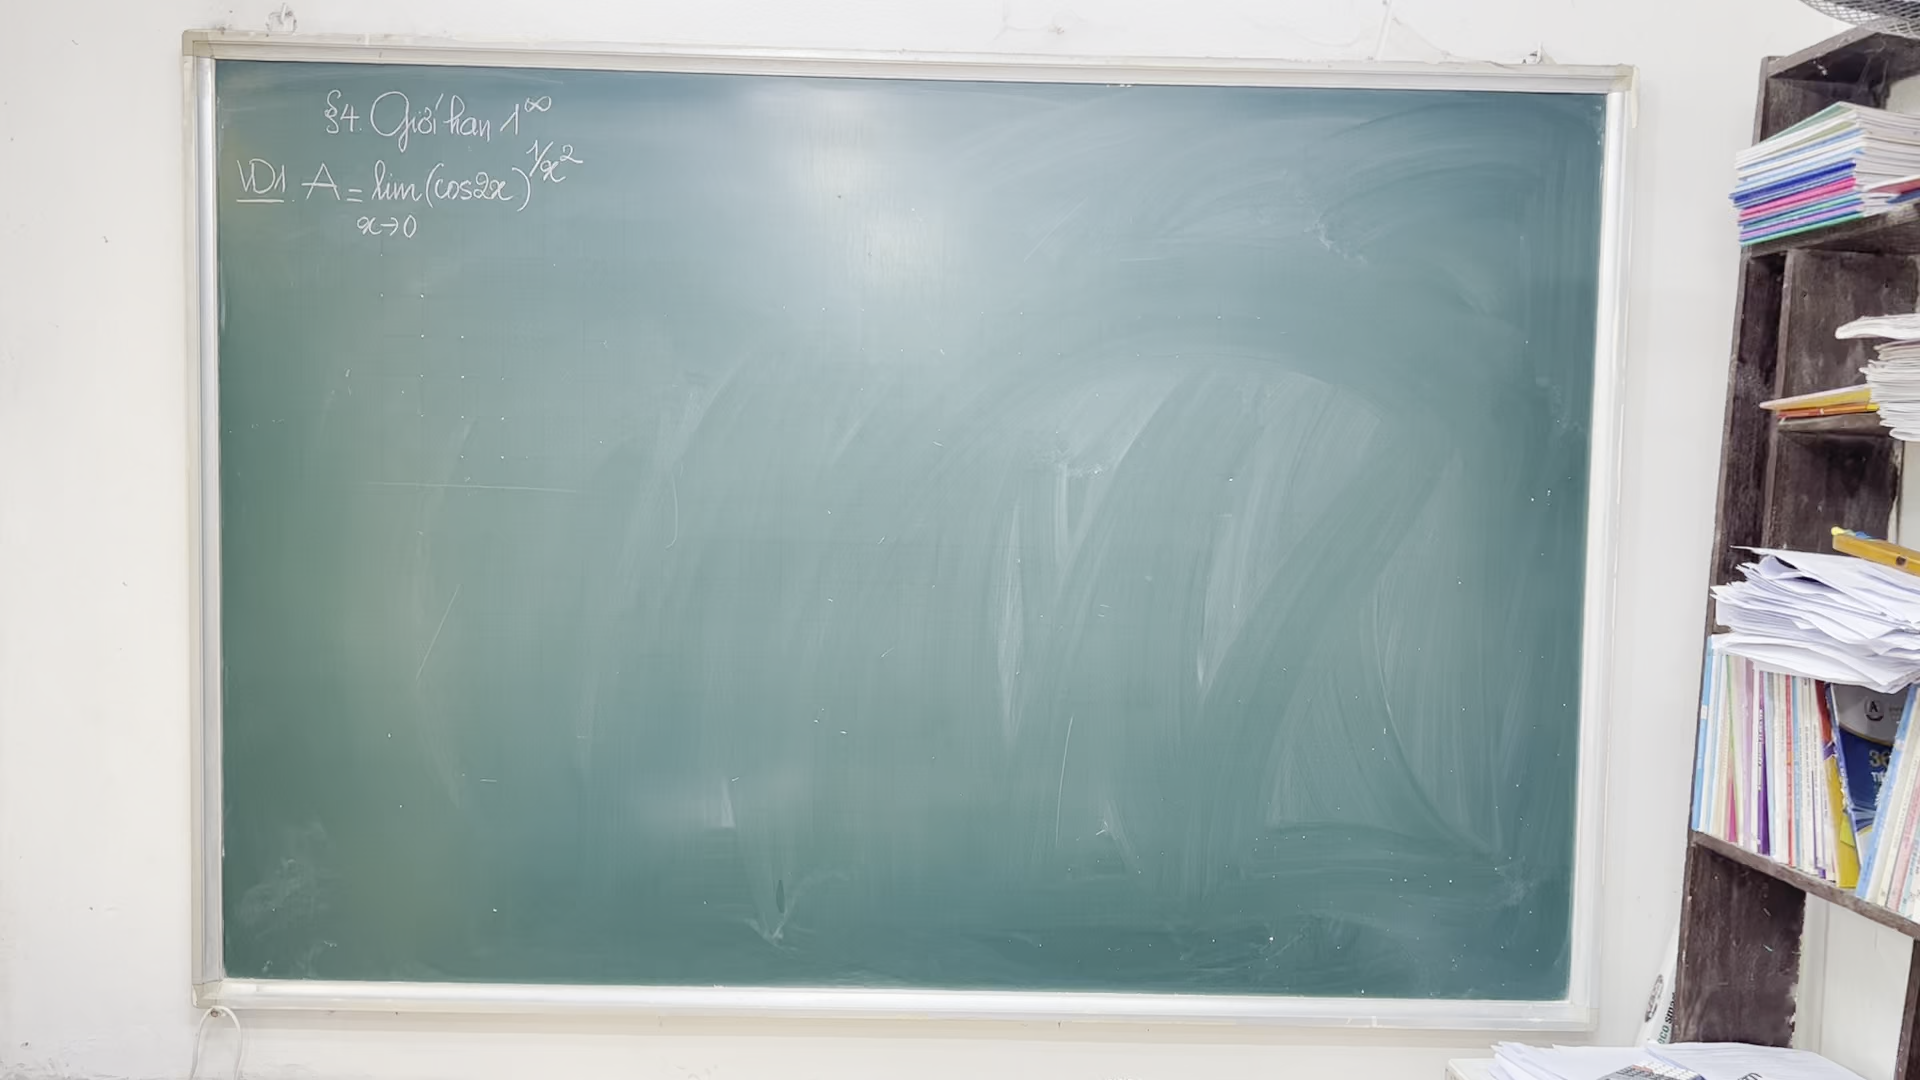 §4. Giới hạn 1^∞
VD1. A = lim (cos2x)^1/x²
x→0